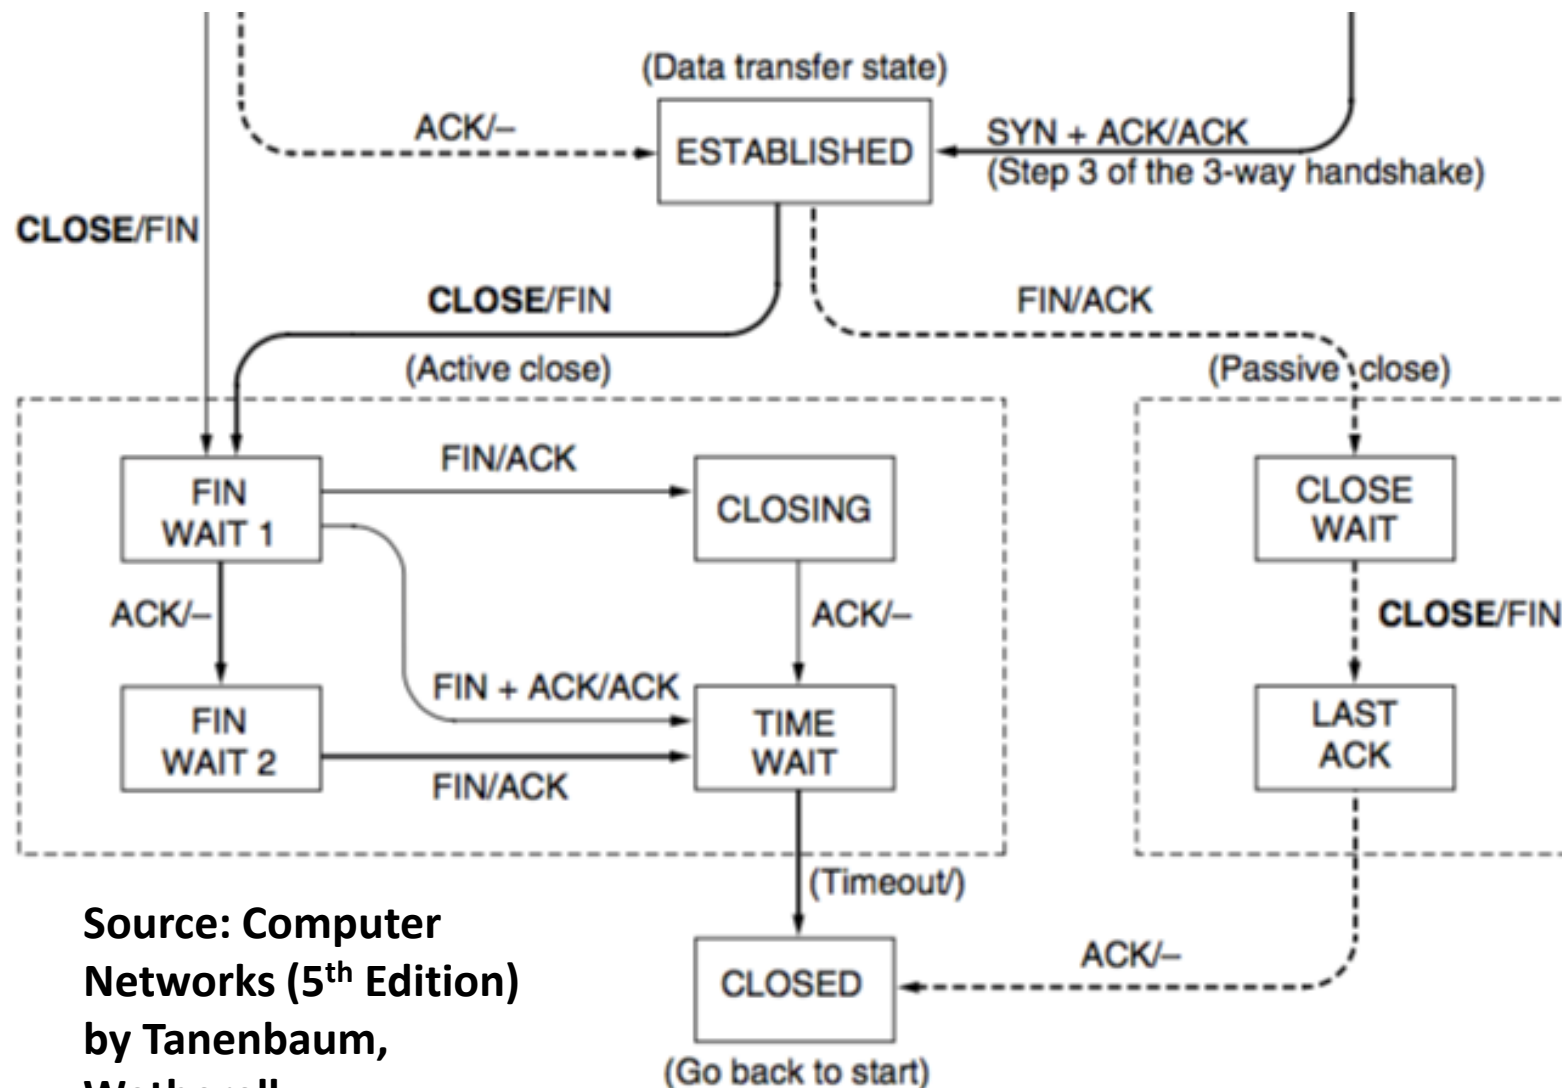 (Data transfer state)
ACK/–
ESTABLISHED
SYN + ACK/ACK
(Step 3 of the 3-way handshake)
CLOSE/FIN
CLOSE/FIN
FIN/ACK
(Active close)
(Passive close)
FIN
WAIT 1
FIN/ACK
CLOSING
CLOSE
WAIT
ACK/–
ACK/–
CLOSE/FIN
FIN + ACK/ACK
FIN
WAIT 2
TIME
WAIT
LAST
ACK
FIN/ACK
(Timeout/)
Source: Computer
Networks (5th Edition)
by Tanenbaum,
CLOSED
ACK/–
(Go back to start)